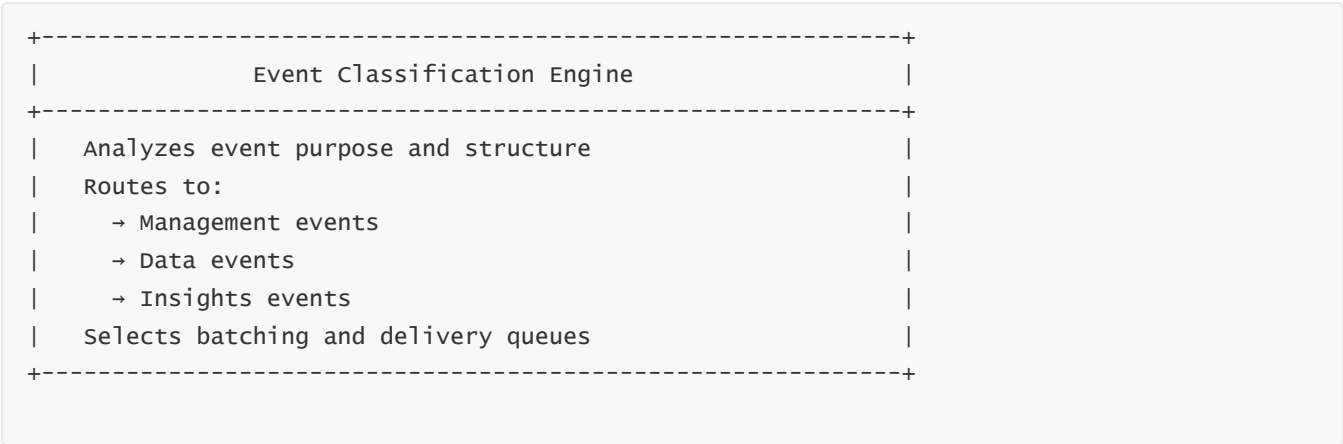 +-------------------------------------------------------------+
|               Event Classification Engine                   |
+-------------------------------------------------------------+
|   Analyzes event purpose and structure                      |
|   Routes to:                                                |
|     → Management events                                     |
|     → Data events                                           |
|     → Insights events                                       |
|   Selects batching and delivery queues                      |
+-------------------------------------------------------------+